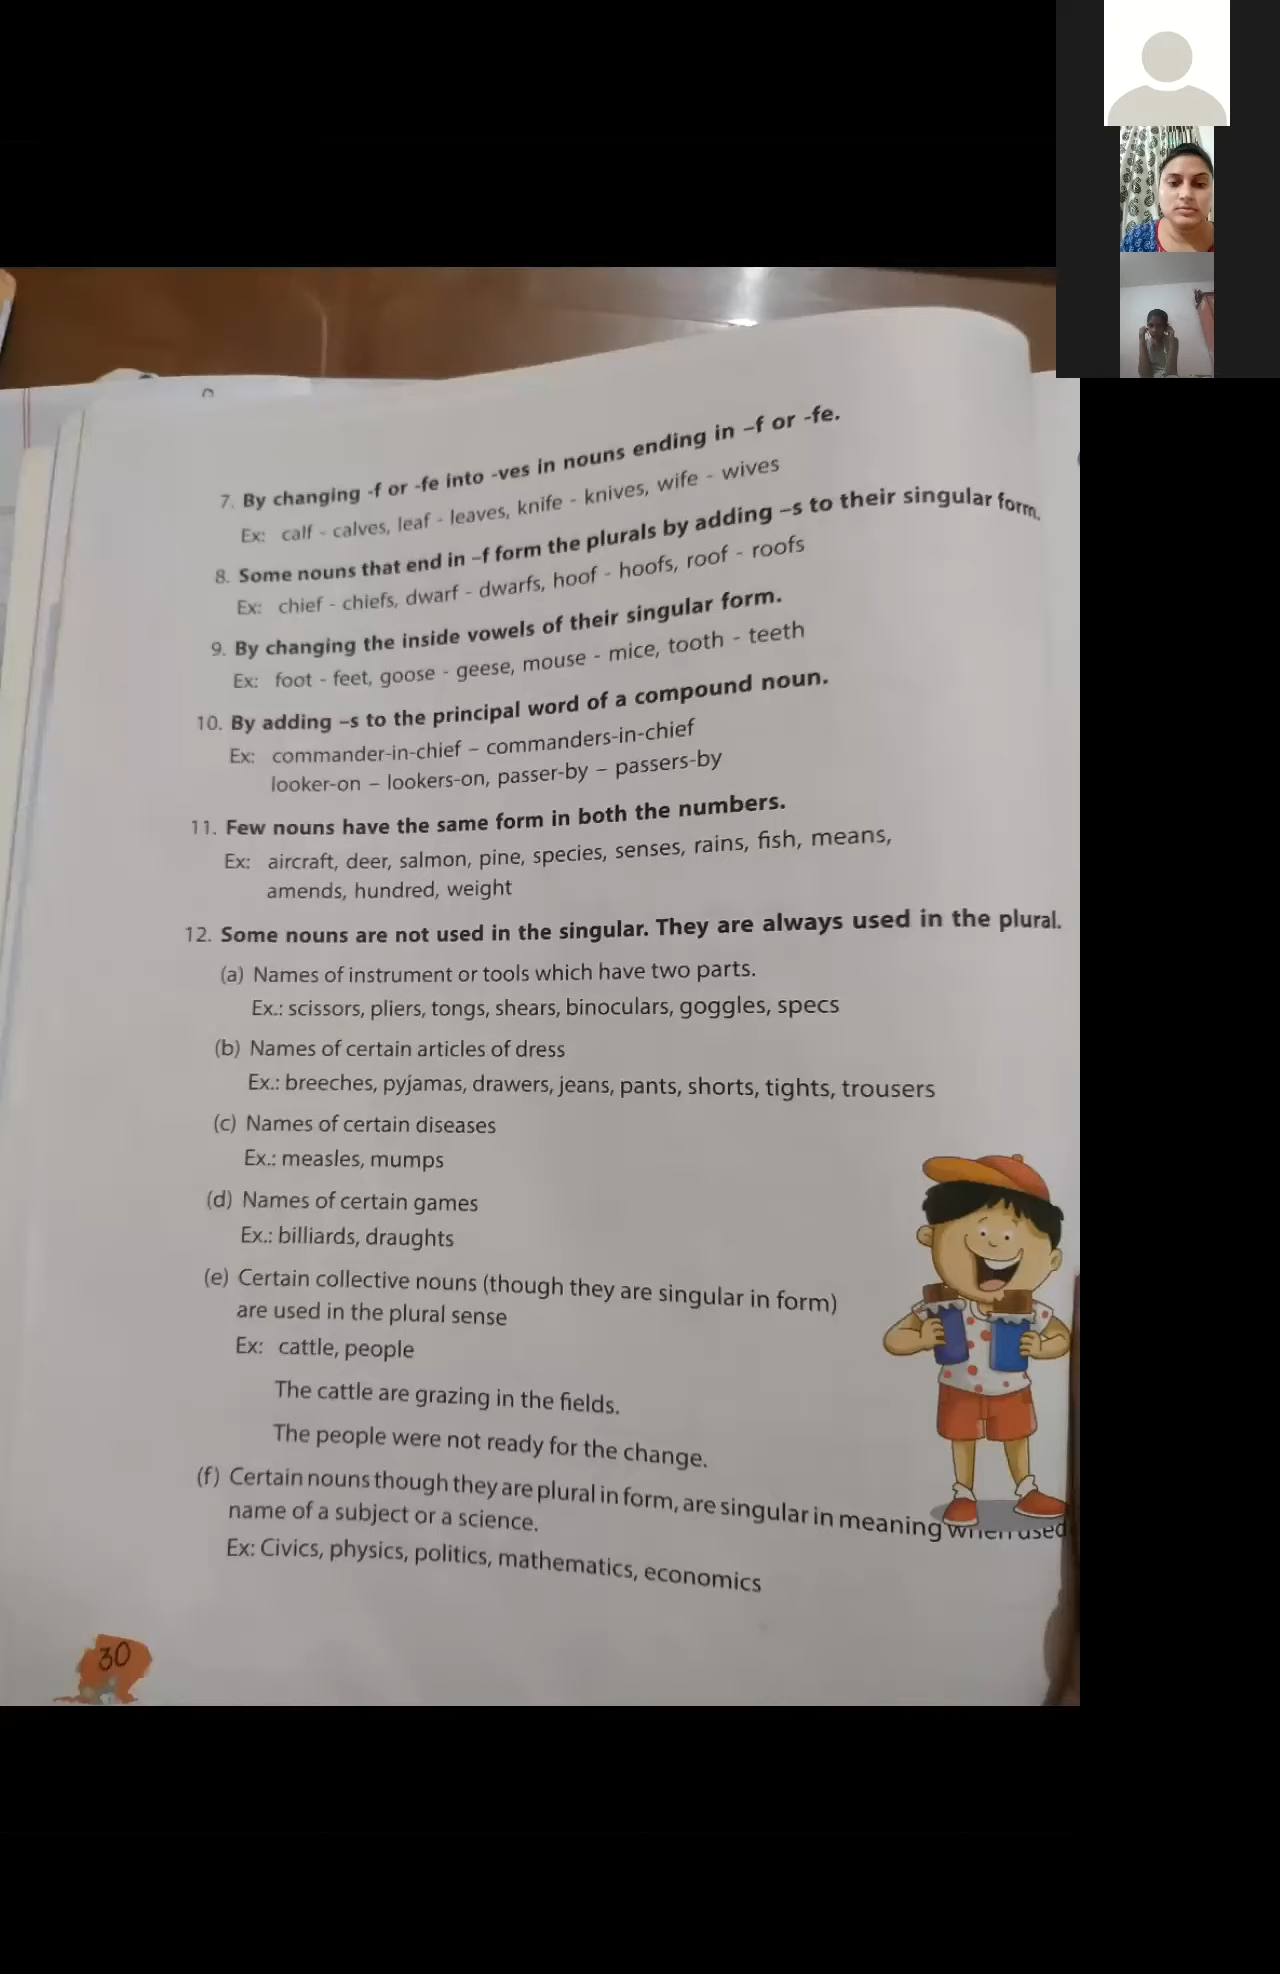 7. By changing -f or -fe into -ves in nouns ending in –f or -fe.
Ex: calf - calves, leaf - leaves, knife - knives, wife - wives
8. Some nouns that end in –f form the plurals by adding –s to their singular form.
Ex: chief - chiefs, dwarf - dwarfs, hoof - hoofs, roof - roofs
9. By changing the inside vowels of their singular form.
Ex: foot - feet, goose - geese, mouse - mice, tooth - teeth
10. By adding –s to the principal word of a compound noun.
Ex: commander-in-chief – commanders-in-chief
looker-on – lookers-on, passer-by – passers-by
11. Few nouns have the same form in both the numbers.
Ex: aircraft, deer, salmon, pine, species, senses, rains, fish, means,
amends, hundred, weight
12. Some nouns are not used in the singular. They are always used in the plural.
(a) Names of instrument or tools which have two parts.
Ex.: scissors, pliers, tongs, shears, binoculars, goggles, specs
(b) Names of certain articles of dress
Ex.: breeches, pyjamas, drawers, jeans, pants, shorts, tights, trousers
(c) Names of certain diseases
Ex.: measles, mumps
(d) Names of certain games
Ex.: billiards, draughts
(e) Certain collective nouns (though they are singular in form)
are used in the plural sense
Ex: cattle, people
The cattle are grazing in the fields.
The people were not ready for the change.
(f) Certain nouns though they are plural in form, are singular in meaning when used
name of a subject or a science.
Ex: Civics, physics, politics, mathematics, economics
30